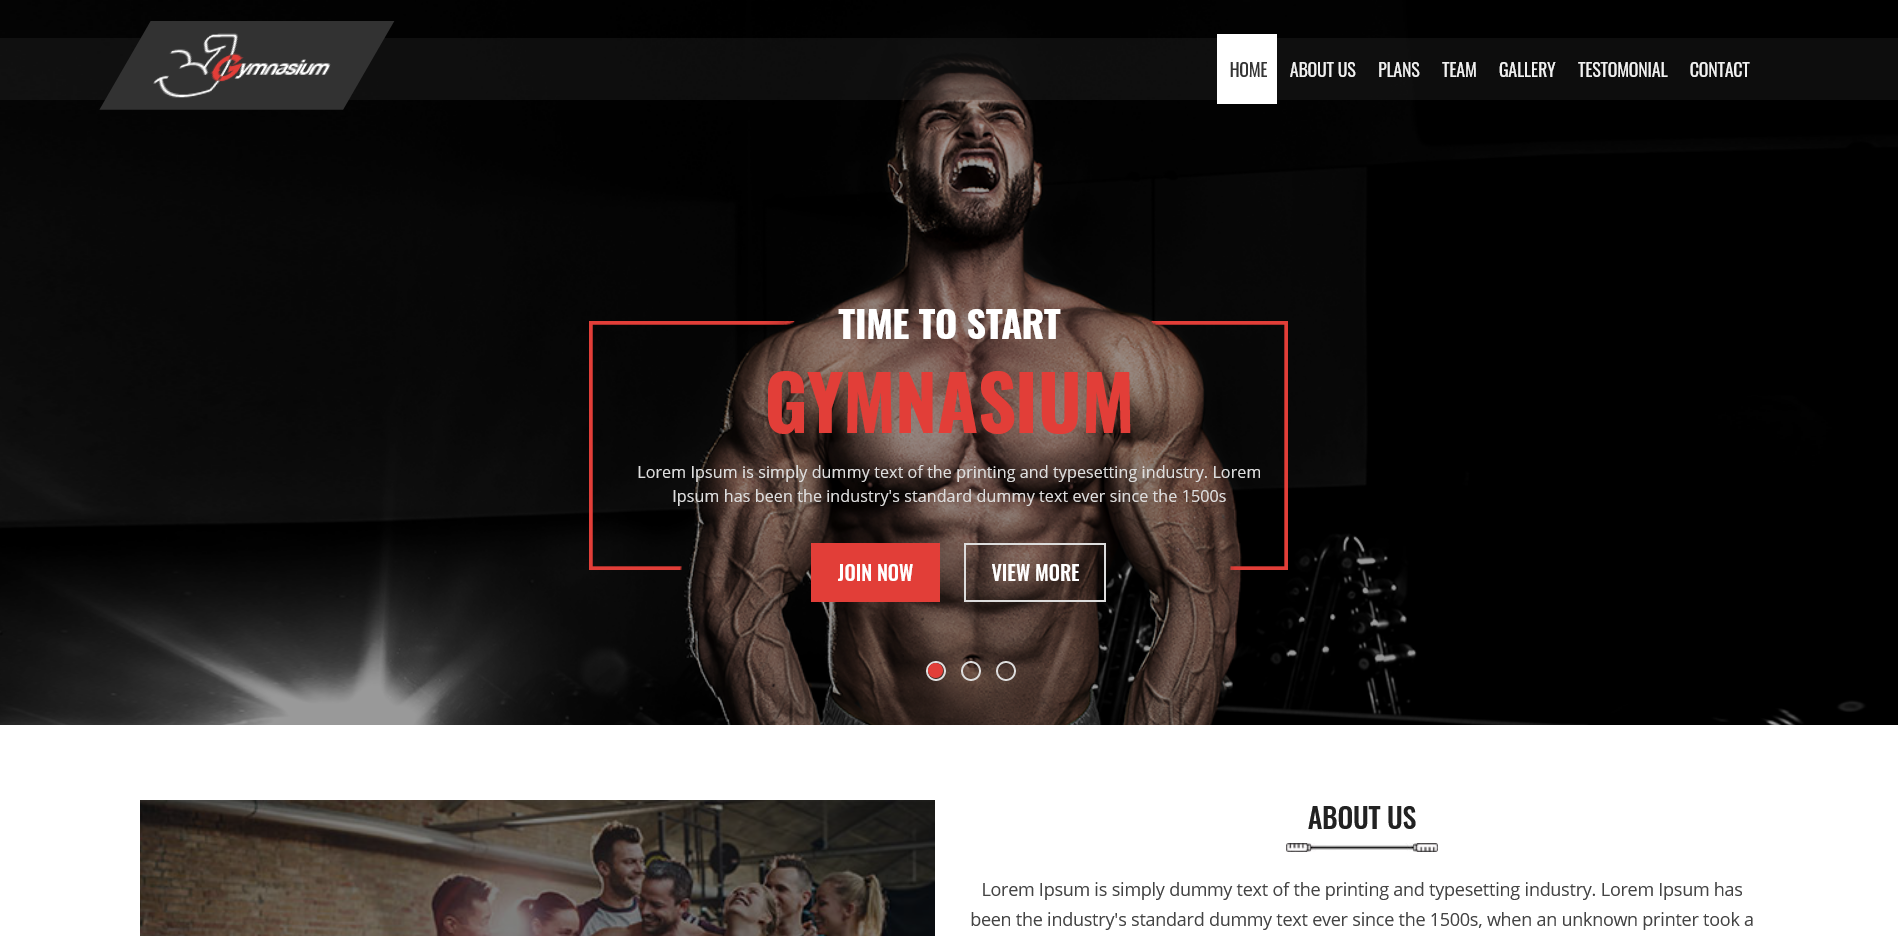 Gymnasium
HOME ABOUT US PLANS TEAM GALLERY TESTOMONIAL CONTACT
TIME TO START
GYMNASIUM
Lorem Ipsum is simply dummy text of the printing and typesetting industry. Lorem
Ipsum has been the industry's standard dummy text ever since the 1500s
JOIN NOW VIEW MORE
ABOUT US
Lorem Ipsum is simply dummy text of the printing and typesetting industry. Lorem Ipsum has
been the industry's standard dummy text ever since the 1500s, when an unknown printer took a